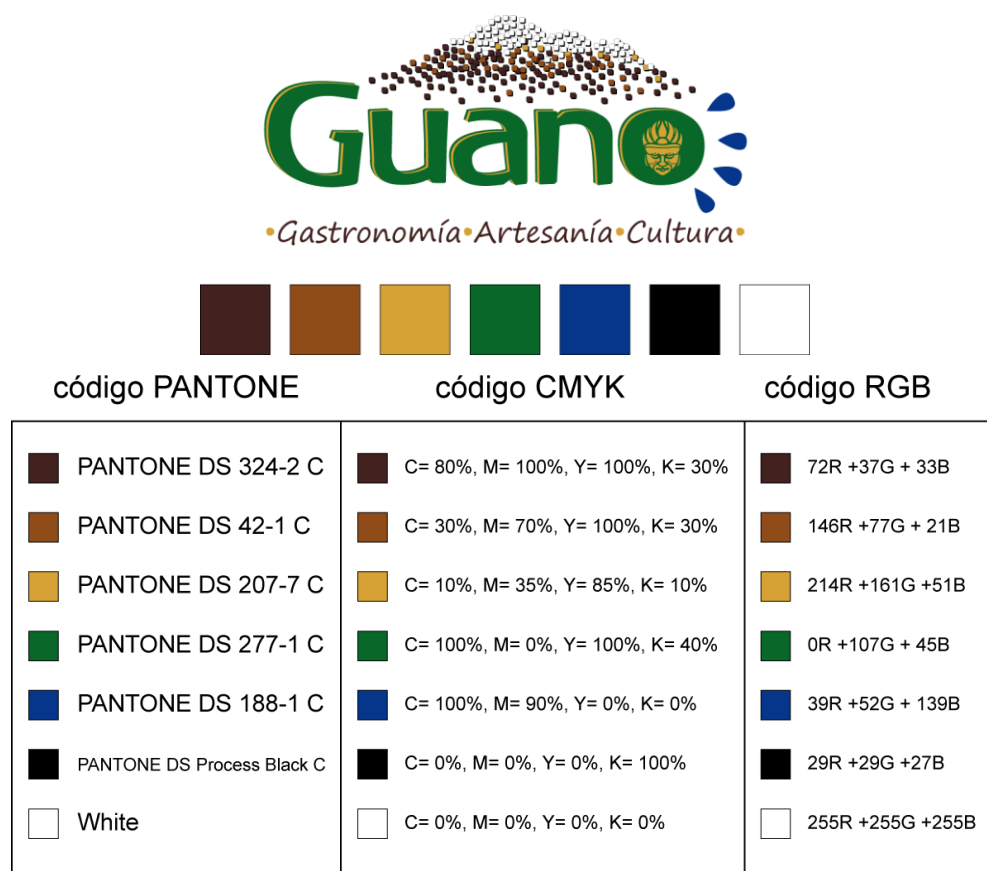 Guano
•Gastronomía•Artesanía•Cultura•
código PANTONE código CMYK código RGB
PANTONE DS 324-2 C C= 80%, M= 100%, Y= 100%, K= 30% 72R +37G + 33B
PANTONE DS 42-1 C C= 30%, M= 70%, Y= 100%, K= 30% 146R +77G + 21B
PANTONE DS 207-7 C C= 10%, M= 35%, Y= 85%, K= 10% 214R +161G +51B
PANTONE DS 277-1 C C= 100%, M= 0%, Y= 100%, K= 40% 0R +107G + 45B
PANTONE DS 188-1 C C= 100%, M= 90%, Y= 0%, K= 0% 39R +52G + 139B
PANTONE DS Process Black C C= 0%, M= 0%, Y= 0%, K= 100% 29R +29G +27B
White C= 0%, M= 0%, Y= 0%, K= 0% 255R +255G +255B